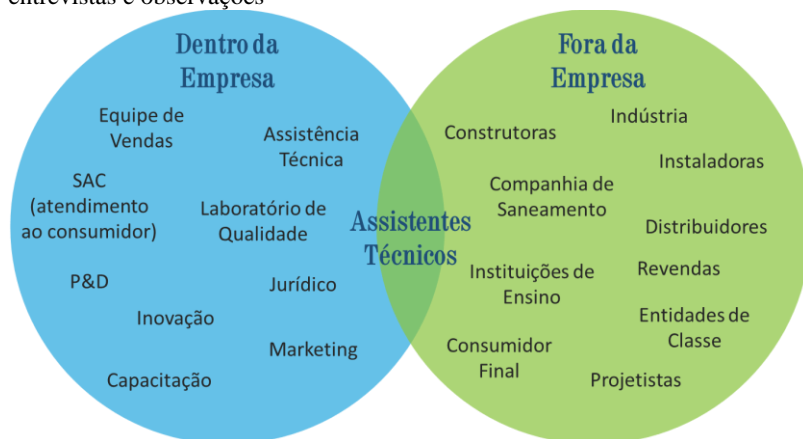 entrevistas e observações
Dentro da
Empresa
Equipe de
Vendas
Assistência
Técnica
SAC
(atendimento
ao consumidor)
Laboratório de
Qualidade
P&D
Jurídico
Inovação
Marketing
Capacitação
Assistentes
Técnicos
Fora da
Empresa
Indústria
Construtoras
Instaladoras
Companhia de
Saneamento
Distribuidores
Instituições de
Ensino
Revendas
Entidades de
Classe
Consumidor
Final
Projetistas